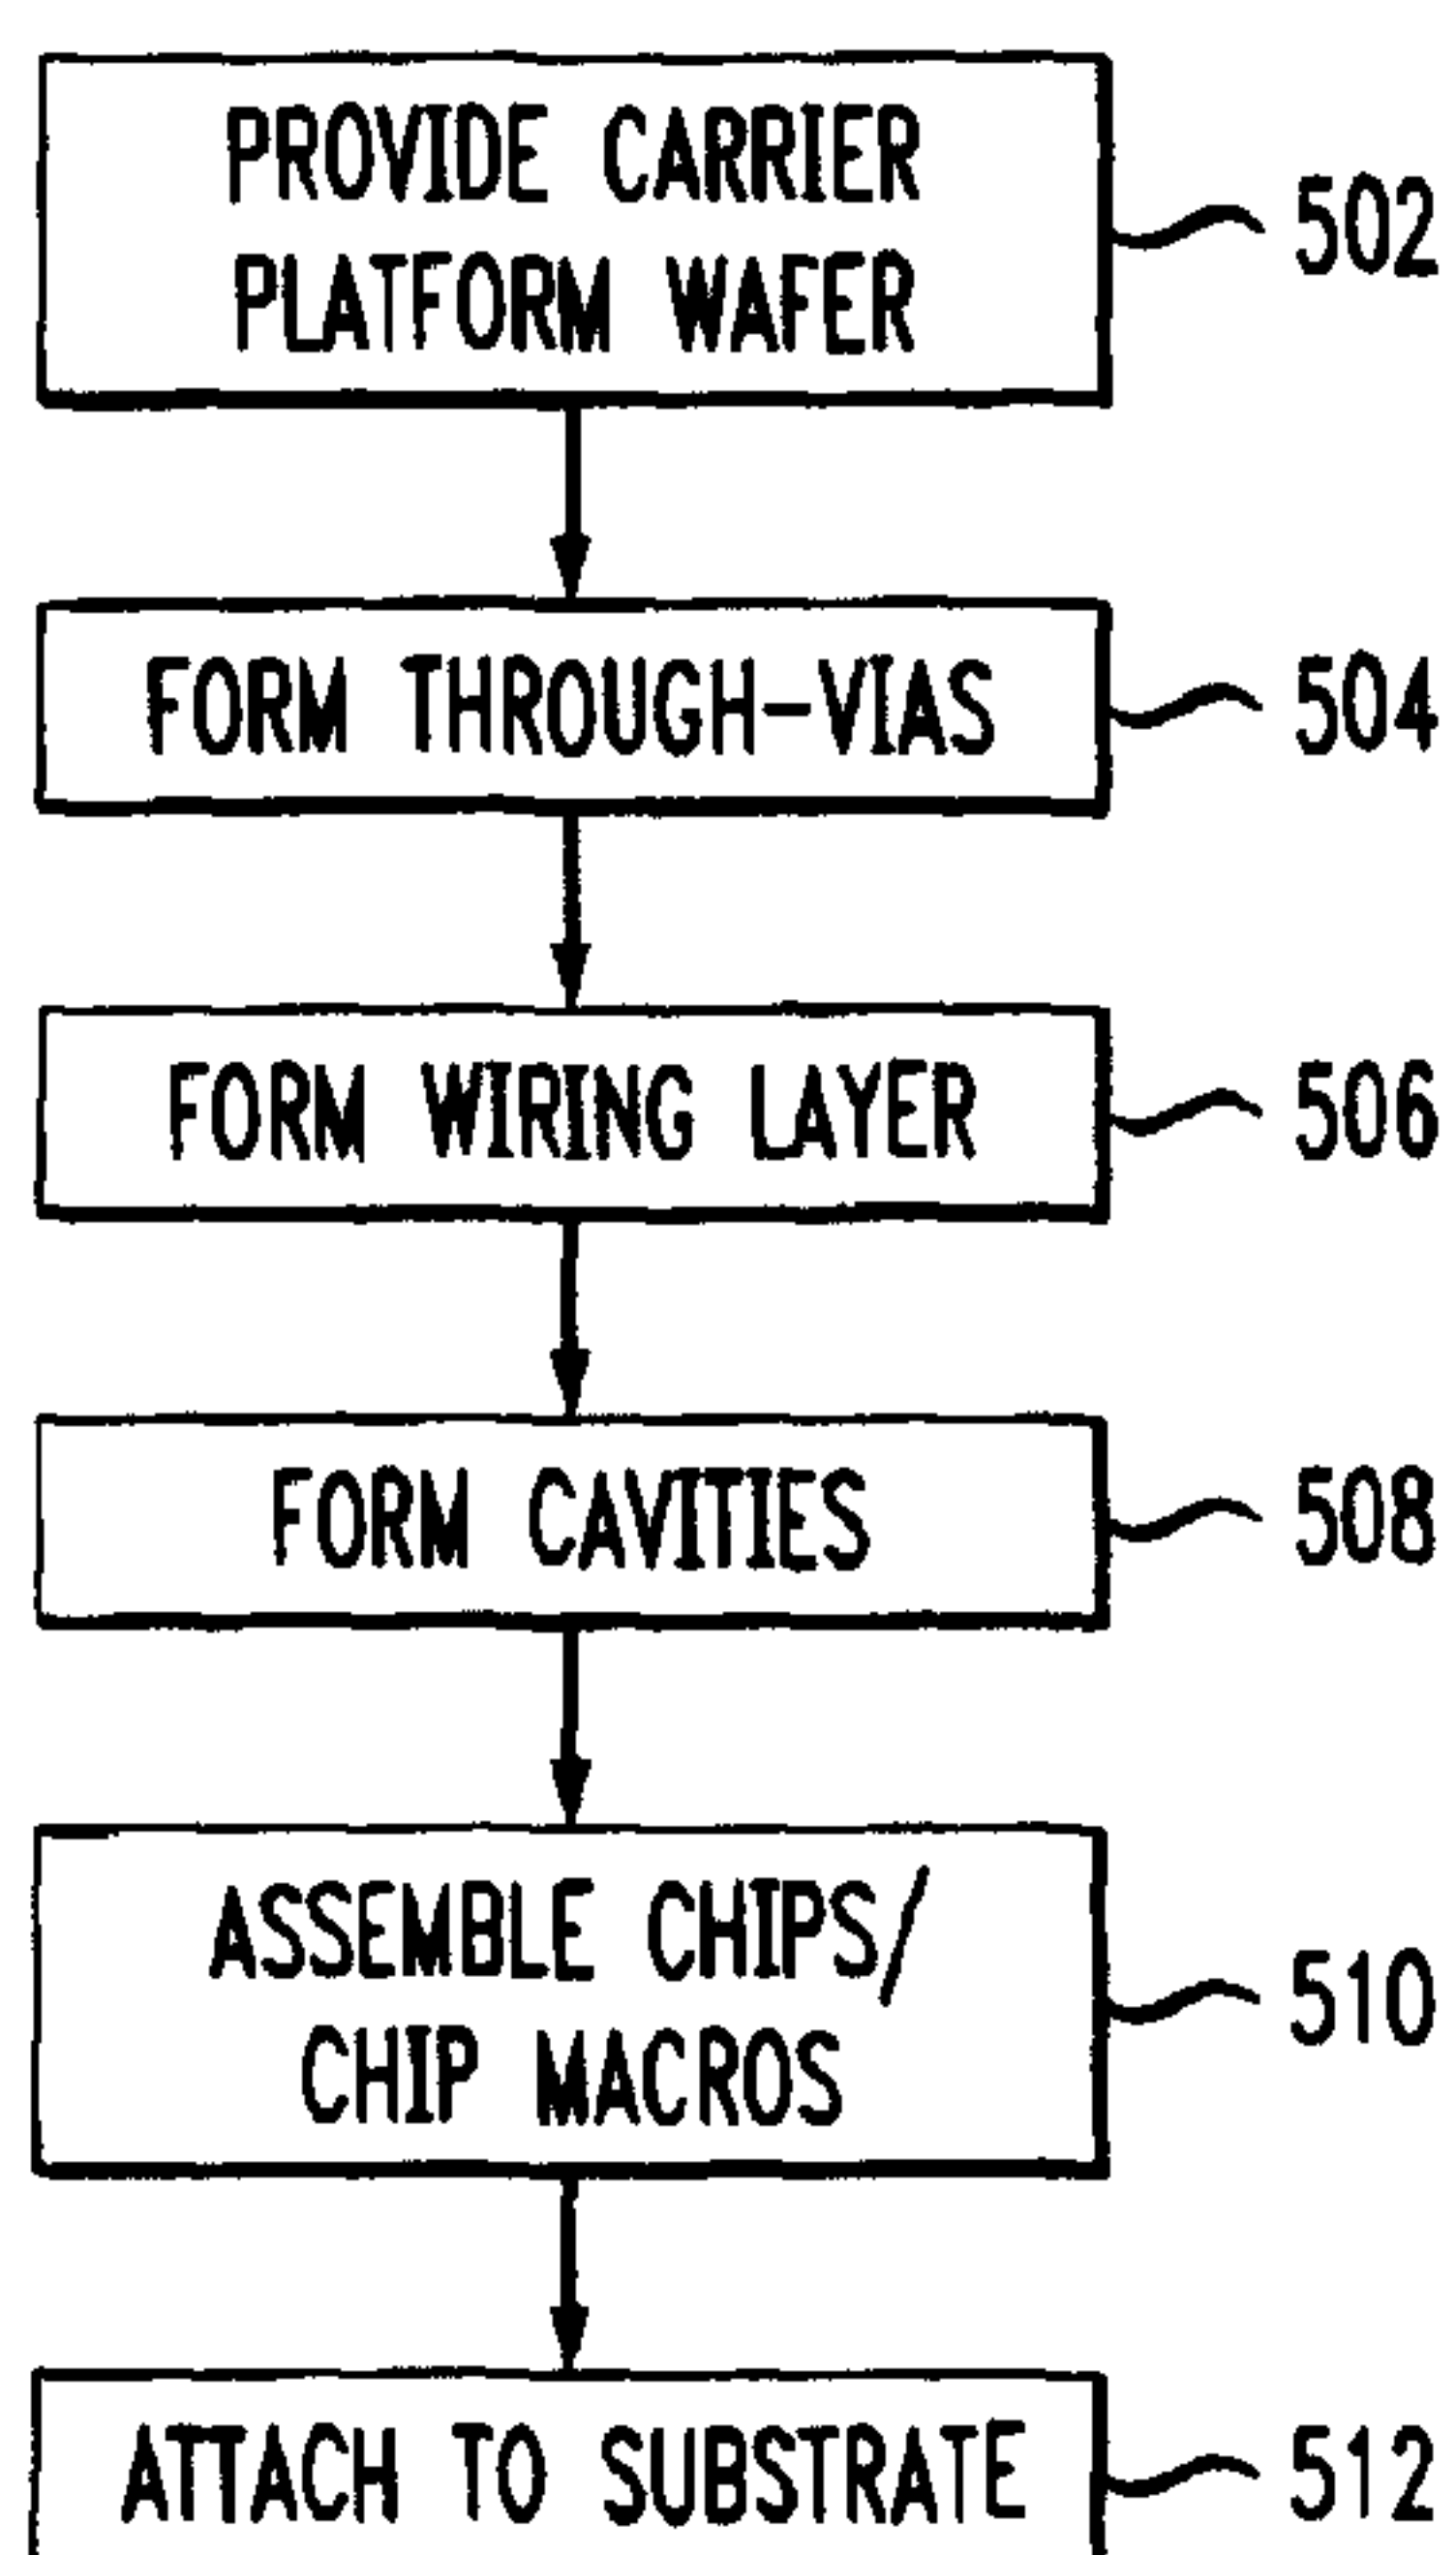 PROVIDE CARRIER
PLATFORM WAFER
502
FORM THROUGH-VIAS
504
FORM WIRING LAYER
506
FORM CAVITIES
508
ASSEMBLE CHIPS/
CHIP MACROS
510
ATTACH TO SUBSTRATE
512